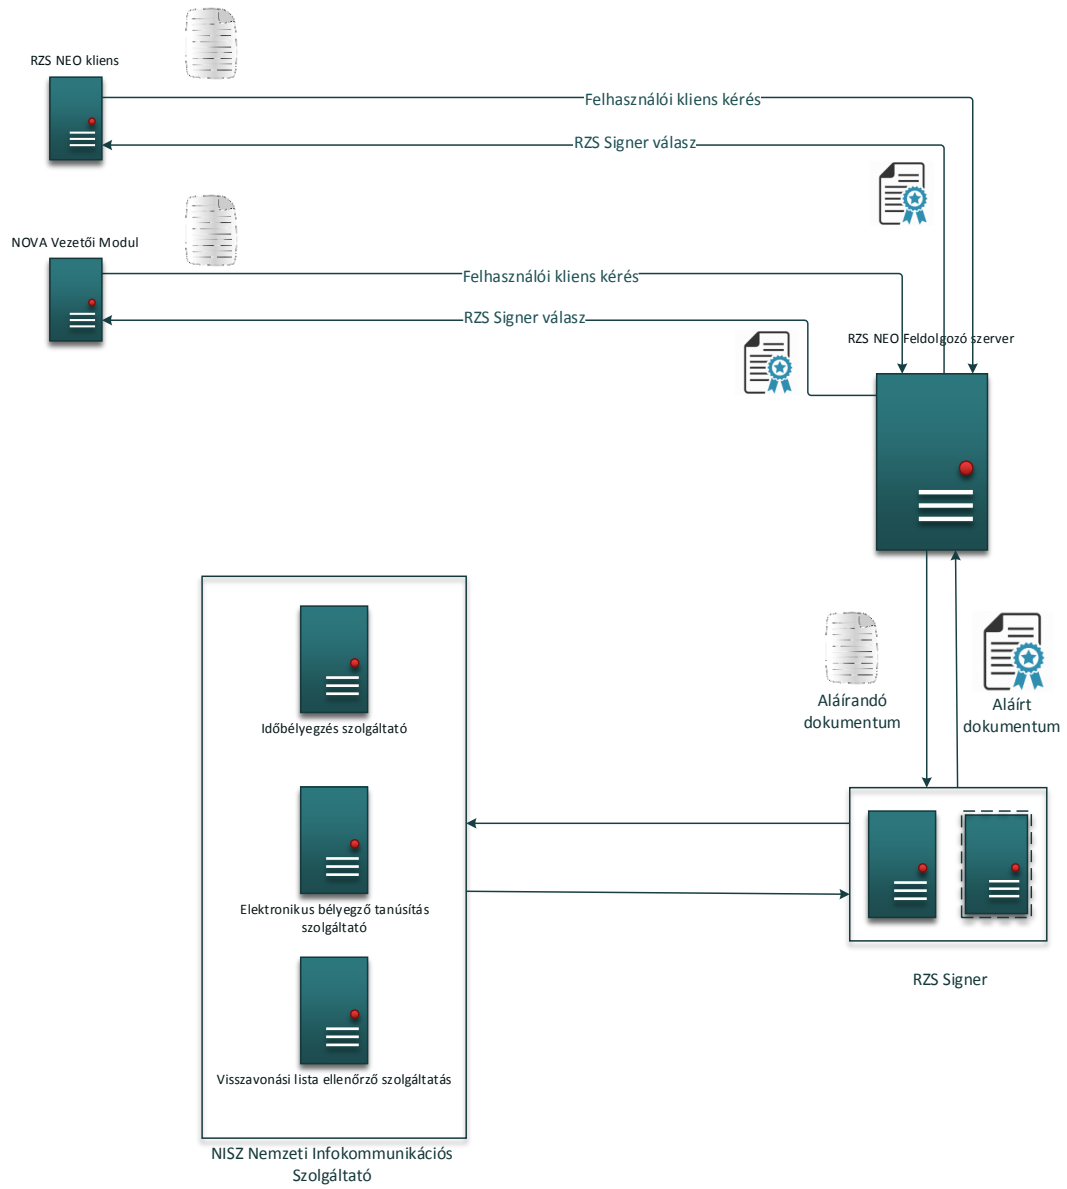 RZS NEO kliens
Felhasználói kliens kérés
RZS Signer válasz
NOVA Vezetői Modul
Felhasználói kliens kérés
RZS Signer válasz
RZS NEO Feldolgozó szerver
Aláírandó
dokumentum
Aláírt
dokumentum
Időbélyegzés szolgáltató
Elektronikus bélyegző tanúsítás
szolgáltató
RZS Signer
Visszavonási lista ellenőrző szolgáltatás
NISZ Nemzeti Infokommunikációs
Szolgáltató